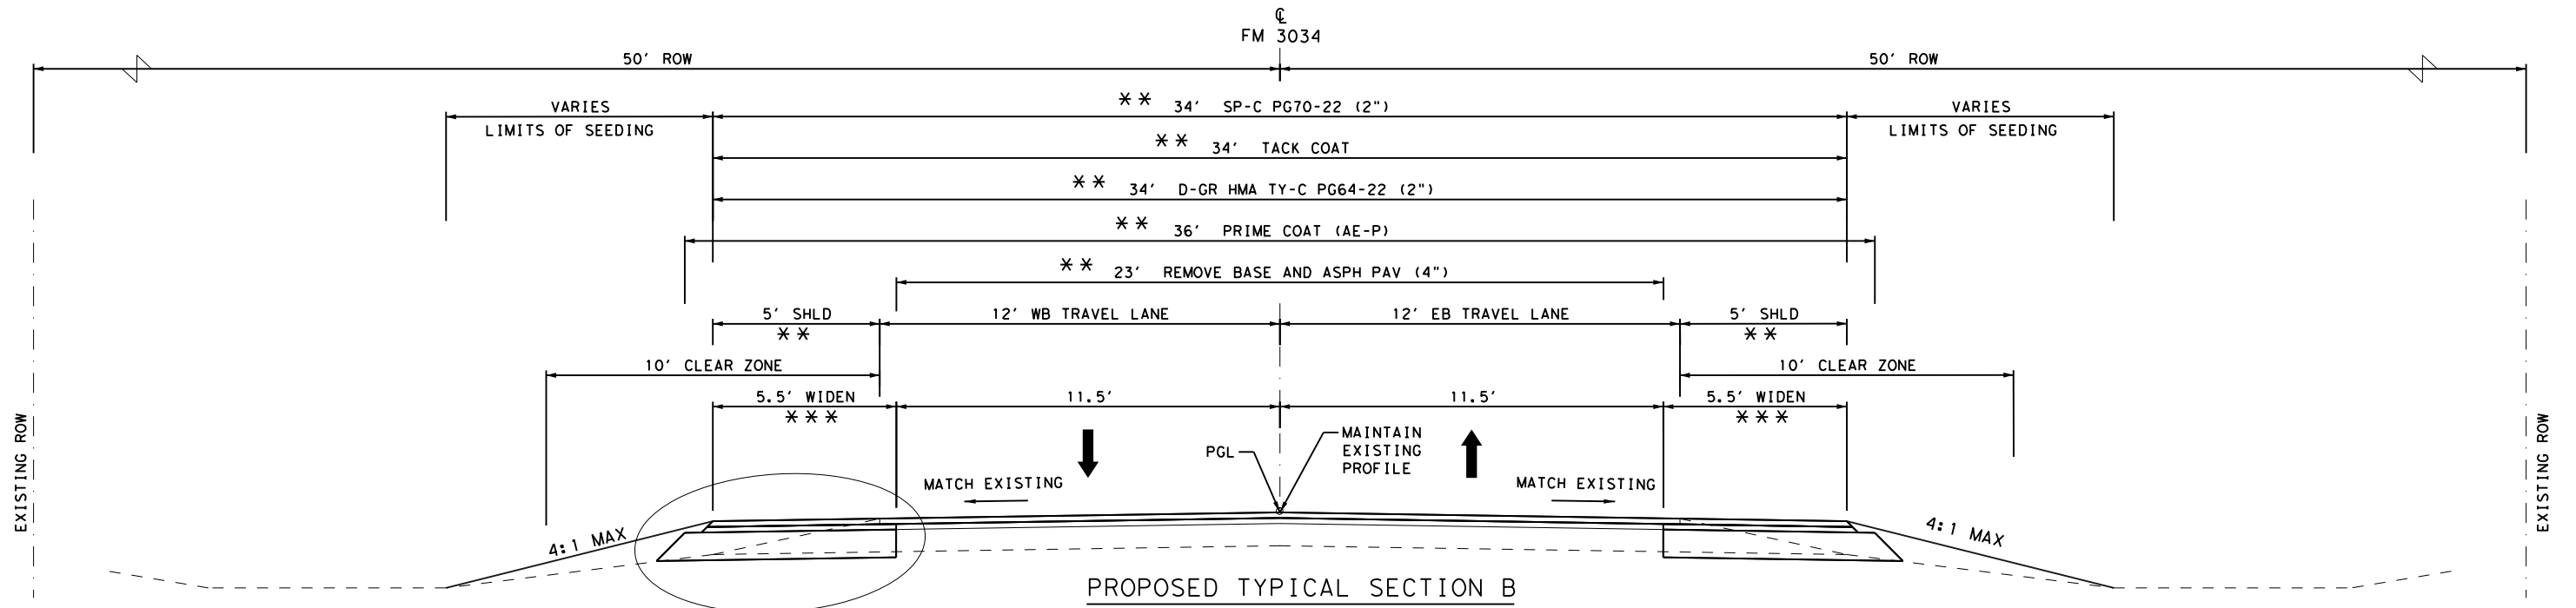 ℄
FM 3034
50' ROW
50' ROW
VARIES
LIMITS OF SEEDING
** 34' SP-C PG70-22 (2")
VARIES
LIMITS OF SEEDING
** 34' TACK COAT
** 34' D-GR HMA TY-C PG64-22 (2")
** 36' PRIME COAT (AE-P)
** 23' REMOVE BASE AND ASPH PAV (4")
5' SHLD
**
12' WB TRAVEL LANE
12' EB TRAVEL LANE
5' SHLD
**
10' CLEAR ZONE
10' CLEAR ZONE
5.5' WIDEN
***
11.5'
11.5'
5.5' WIDEN
***
EXISTING ROW
PGL
MAINTAIN
EXISTING
PROFILE
EXISTING ROW
MATCH EXISTING
MATCH EXISTING
4:1 MAX
4:1 MAX
PROPOSED TYPICAL SECTION B